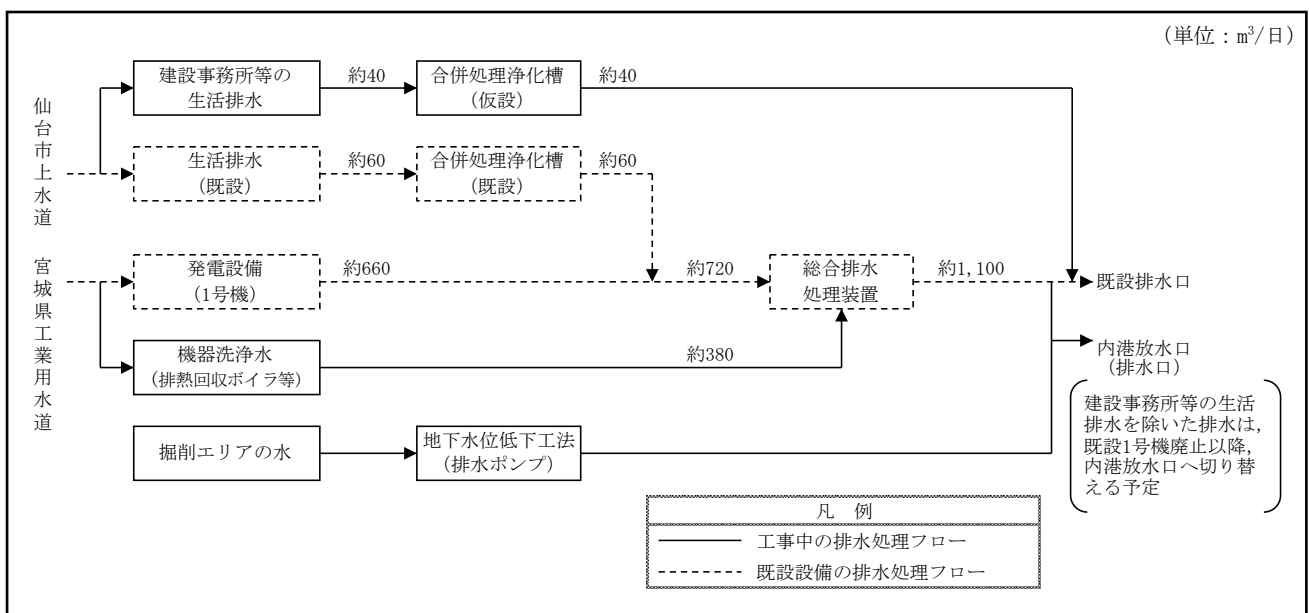 (単位：m³/日)
仙台市上水道
建設事務所等の
生活排水
約40
合併処理浄化槽
(仮設)
約40
生活排水
(既設)
約60
合併処理浄化槽
(既設)
約60
宮城県工業用水道
発電設備
(1号機)
約660
約720
総合排水
処理装置
約1,100
既設排水口
機器洗浄水
(排熱回収ボイラ等)
約380
内港放水口
(排水口)
建設事務所等の生活
排水を除いた排水は,
既設1号機廃止以降,
内港放水口へ切り替
える予定
掘削エリアの水
地下水位低下工法
(排水ポンプ)
凡 例
工事中の排水処理フロー
既設設備の排水処理フロー